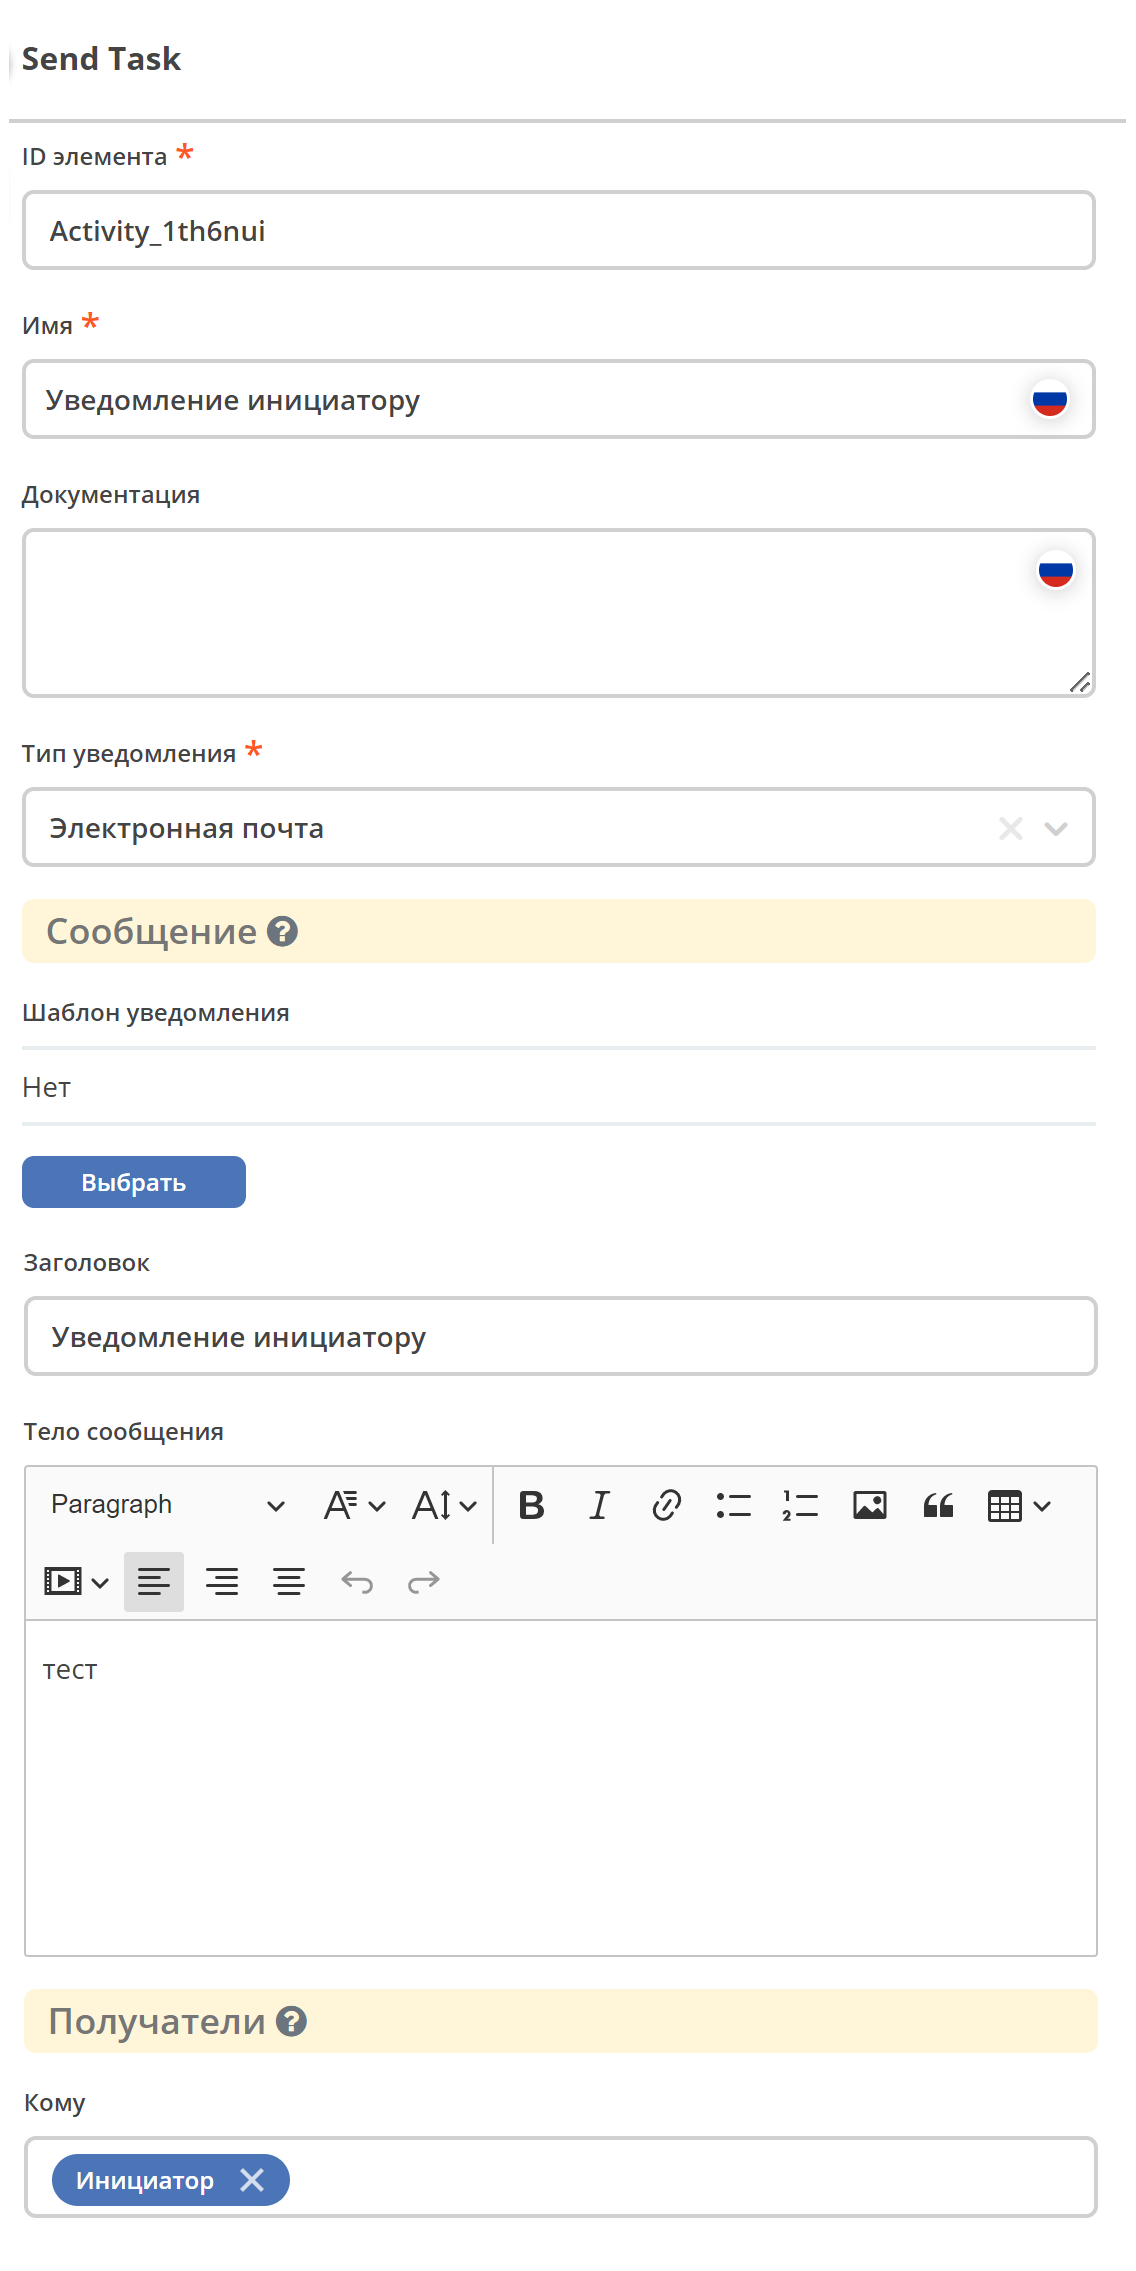 Send Task
ID элемента *
Activity_1th6nui
Имя *
Уведомление инициатору
Документация
Тип уведомления *
Электронная почта
Сообщение ?
Шаблон уведомления
Нет
Выбрать
Заголовок
Уведомление инициатору
Тело сообщения
Paragraph
тест
Получатели ?
Кому
Инициатор